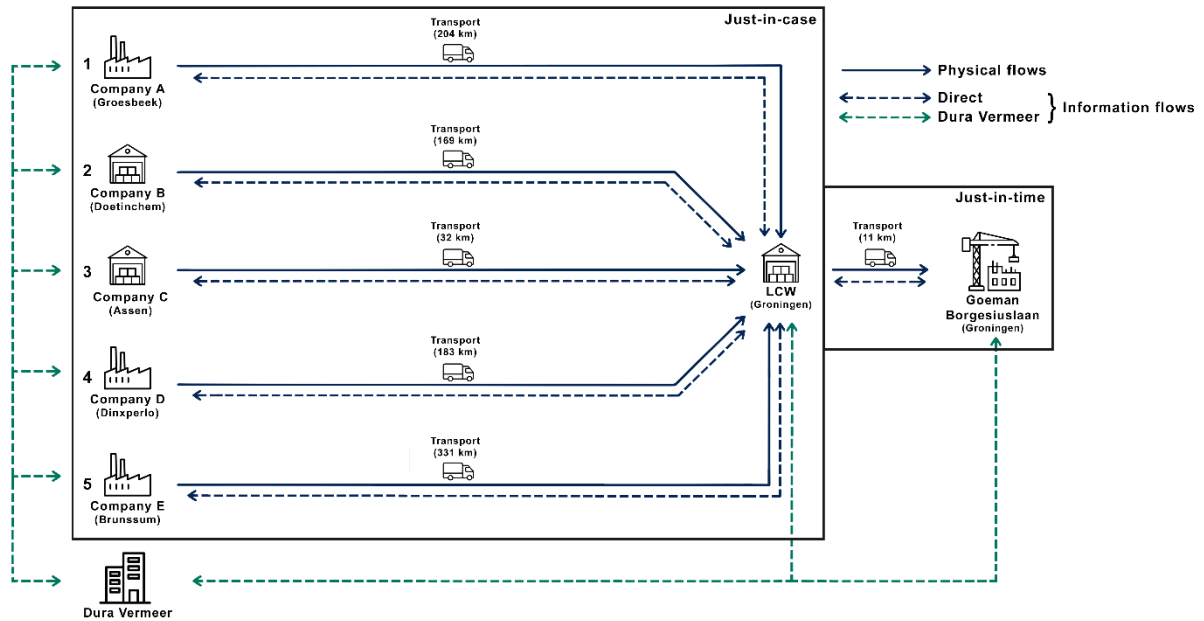 Just-in-case
Transport
(204 km)
1
Company A
(Groesbeek)
Physical flows
Direct
Dura Vermeer
} Information flows
Transport
(169 km)
2
Company B
(Doetinchem)
Just-in-time
Transport
(32 km)
Transport
(11 km)
3
Company C
(Assen)
LCW
(Groningen)
Goeman
Borgesiuslaan
(Groningen)
Transport
(183 km)
4
Company D
(Dinxperlo)
Transport
(331 km)
5
Company E
(Brunssum)
Dura Vermeer